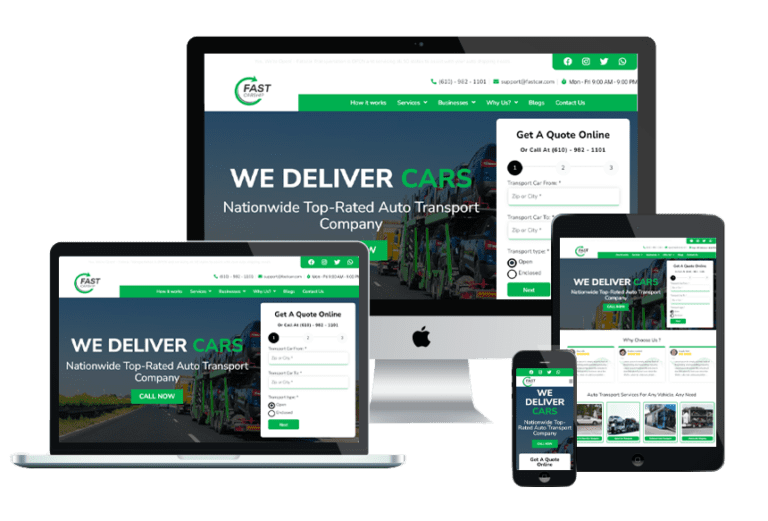 (610) - 982 - 1101 support@fastcar.com Mon - Fri 9:00 AM - 9:00 PM
FAST
CARSHIP
How it works Services Businesses Why Us? Blogs Contact Us
WE DELIVER CARS
Nationwide Top-Rated Auto Transport
Company
Get A Quote Online
Or Call At (610) - 982 - 1101
1 2 3
Transport Car From: *
Zip or City *
Transport Car To: *
Zip or City *
Transport type: *
Open
Enclosed
Next
(610) - 982 - 1101 support@fastcar.com Mon - Fri 9:00 AM - 9:00 PM
FAST
How it works Services Businesses Why Us? Blogs Contact Us
WE DELIVER CARS
Nationwide Top-Rated Auto Transport
Company
CALL NOW
Get A Quote Online
Or Call At (610) - 982 - 1101
1 2 3
Transport Car From: *
Zip or City *
Transport Car To: *
Zip or City *
Transport type: *
Open
Enclosed
Next
FAST
WE DELIVER CARS
Nationwide Top-Rated Auto Transport
Company
CALL NOW
Get A Quote Online
Why Choose Us ?
Auto Transport Services For Any Vehicle, Any Need
FAST
WE
DELIVER
CARS
Nationwide Top-
Rated Auto Transport
Company
CALL NOW
Get A Quote
Online